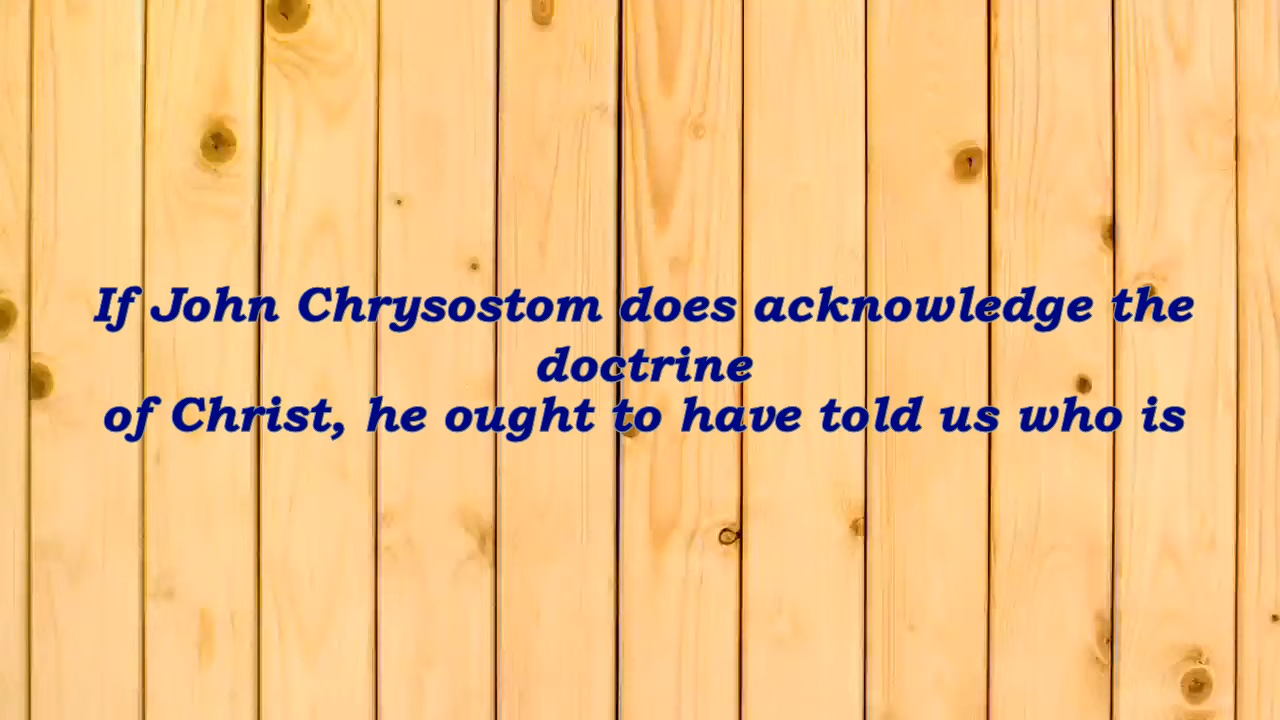 If John Chrysostom does acknowledge the
doctrine
of Christ, he ought to have told us who is